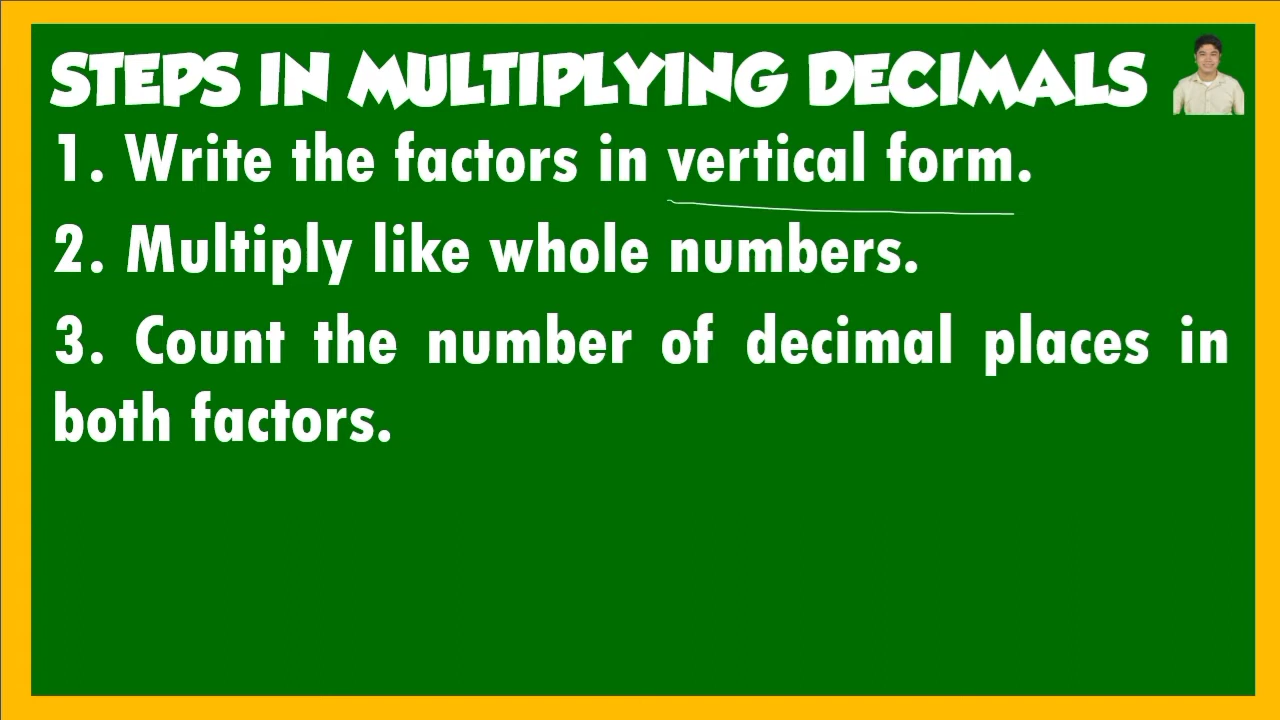 STEPS IN MULTIPLYING DECIMALS
1. Write the factors in vertical form.
2. Multiply like whole numbers.
3. Count the number of decimal places in
both factors.